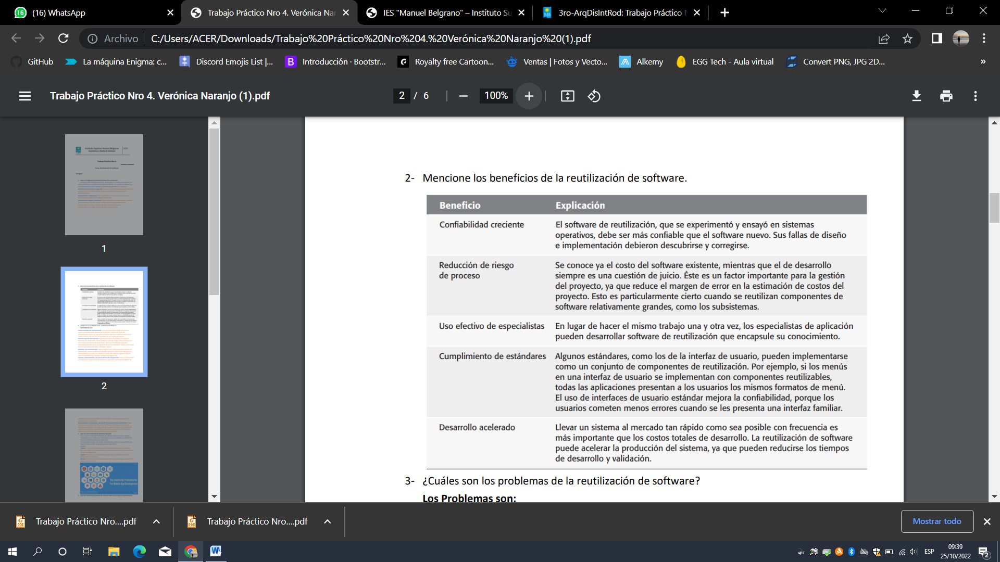 (16) WhatsApp
Trabajo Práctico Nro 4. Verónica Nar
IES "Manuel Belgrano" – Instituto Su
3ro-ArqDisIntRod: Trabajo Práctico N
Archivo
C:/Users/ACER/Downloads/Trabajo%20Práctico%20Nro%204.%20Verónica%20Naranjo%20(1).pdf
GitHub
La máquina Enigma: c...
Discord Emojis List |...
Introducción · Bootstr...
Royalty free Cartoon...
Ventas | Fotos y Vecto...
Alkemy
EGG Tech - Aula virtual
Convert PNG, JPG 2D...
»
Trabajo Práctico Nro 4. Verónica Naranjo (1).pdf
2 / 6
100%
1
2
2- Mencione los beneficios de la reutilización de software.
Beneficio Explicación
Confiabilidad creciente
El software de reutilización, que se experimentó y ensayó en sistemas
operativos, debe ser más confiable que el software nuevo. Sus fallas de diseño
e implementación debieron descubrirse y corregirse.
Reducción de riesgo
de proceso
Se conoce ya el costo del software existente, mientras que el de desarrollo
siempre es una cuestión de juicio. Éste es un factor importante para la gestión
del proyecto, ya que reduce el margen de error en la estimación de costos del
proyecto. Esto es particularmente cierto cuando se reutilizan componentes de
software relativamente grandes, como los subsistemas.
Uso efectivo de especialistas
En lugar de hacer el mismo trabajo una y otra vez, los especialistas de aplicación
pueden desarrollar software de reutilización que encapsule su conocimiento.
Cumplimiento de estándares
Algunos estándares, como los de la interfaz de usuario, pueden implementarse
como un conjunto de componentes de reutilización. Por ejemplo, si los menús
en una interfaz de usuario se implementan con componentes reutilizables,
todas las aplicaciones presentan a los usuarios los mismos formatos de menú.
El uso de interfaces de usuario estándar mejora la confiabilidad, porque los
usuarios cometen menos errores cuando se les presenta una interfaz familiar.
Desarrollo acelerado
Llevar un sistema al mercado tan rápido como sea posible con frecuencia es
más importante que los costos totales de desarrollo. La reutilización de software
puede acelerar la producción del sistema, ya que pueden reducirse los tiempos
de desarrollo y validación.
3- ¿Cuáles son los problemas de la reutilización de software?
Los Problemas son:
Trabajo Práctico Nro....pdf
Trabajo Práctico Nro....pdf
Mostrar todo
ESP
09:39
25/10/2022
2